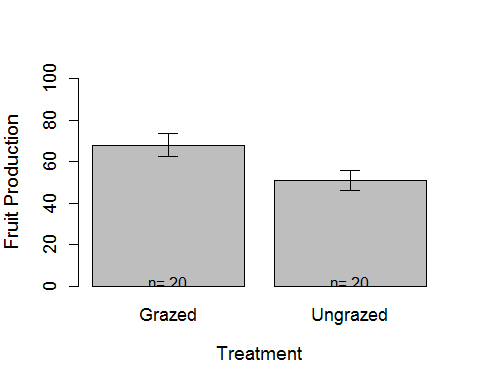 Fruit Production
100
80
60
40
20
0
n= 20
n= 20
Grazed
Ungrazed
Treatment